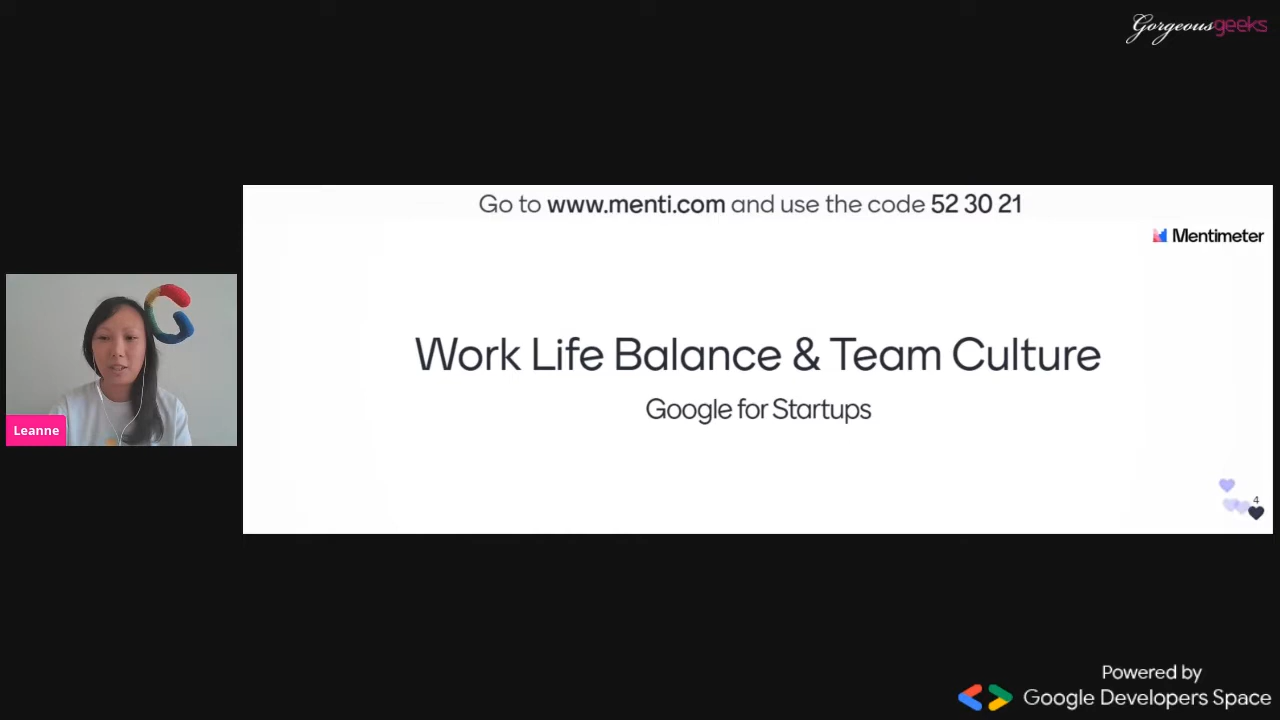 Gorgeousgeeks
Go to www.menti.com and use the code 52 30 21
Mentimeter
Work Life Balance & Team Culture
Google for Startups
Leanne
4
Powered by
Google Developers Space